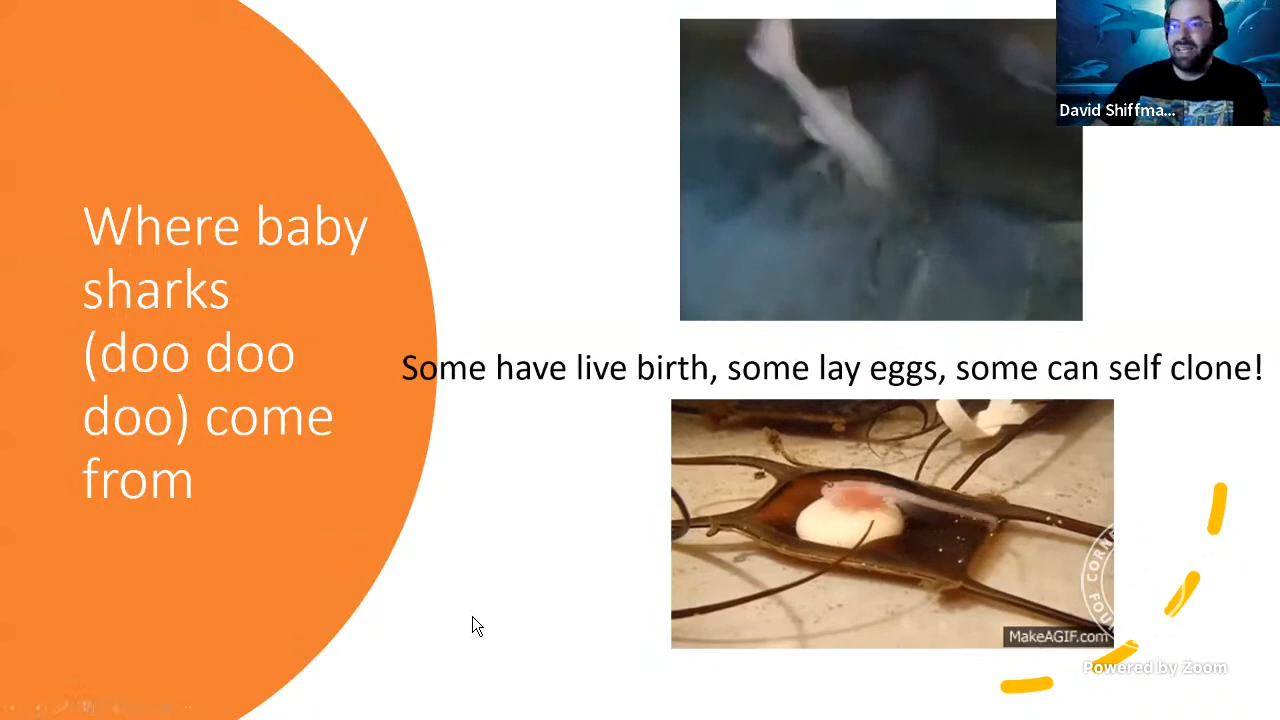 David Shiffma...
Where baby
sharks
(doo doo
doo) come
from
Some have live birth, some lay eggs, some can self clone!
MakeAGIF.com
Powered by Zoom